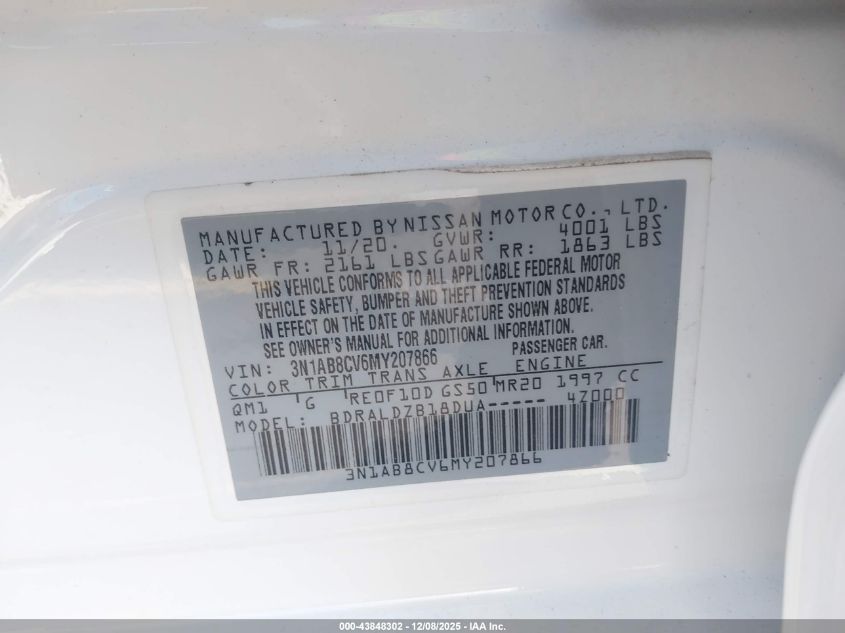 MANUFACTURED BY NISSAN MOTOR CO., LTD.
DATE: 11/20. GVWR: 4001 LBS
GAWR FR: 2161 LBS GAWR RR: 1863 LBS
THIS VEHICLE CONFORMS TO ALL APPLICABLE FEDERAL MOTOR
VEHICLE SAFETY, BUMPER AND THEFT PREVENTION STANDARDS
IN EFFECT ON THE DATE OF MANUFACTURE SHOWN ABOVE.
SEE OWNER'S MANUAL FOR ADDITIONAL INFORMATION.
VIN: 3N1AB8CV6MY207866 PASSENGER CAR.
COLOR TRIM TRANS AXLE ENGINE
QM1 G RE0F10D GS50 MR20 1997 CC
MODEL: BDRALDZB18DUA----- 4Z000
3N1AB8CV6MY207866
000-43848302 - 12/08/2025 - IAA Inc.